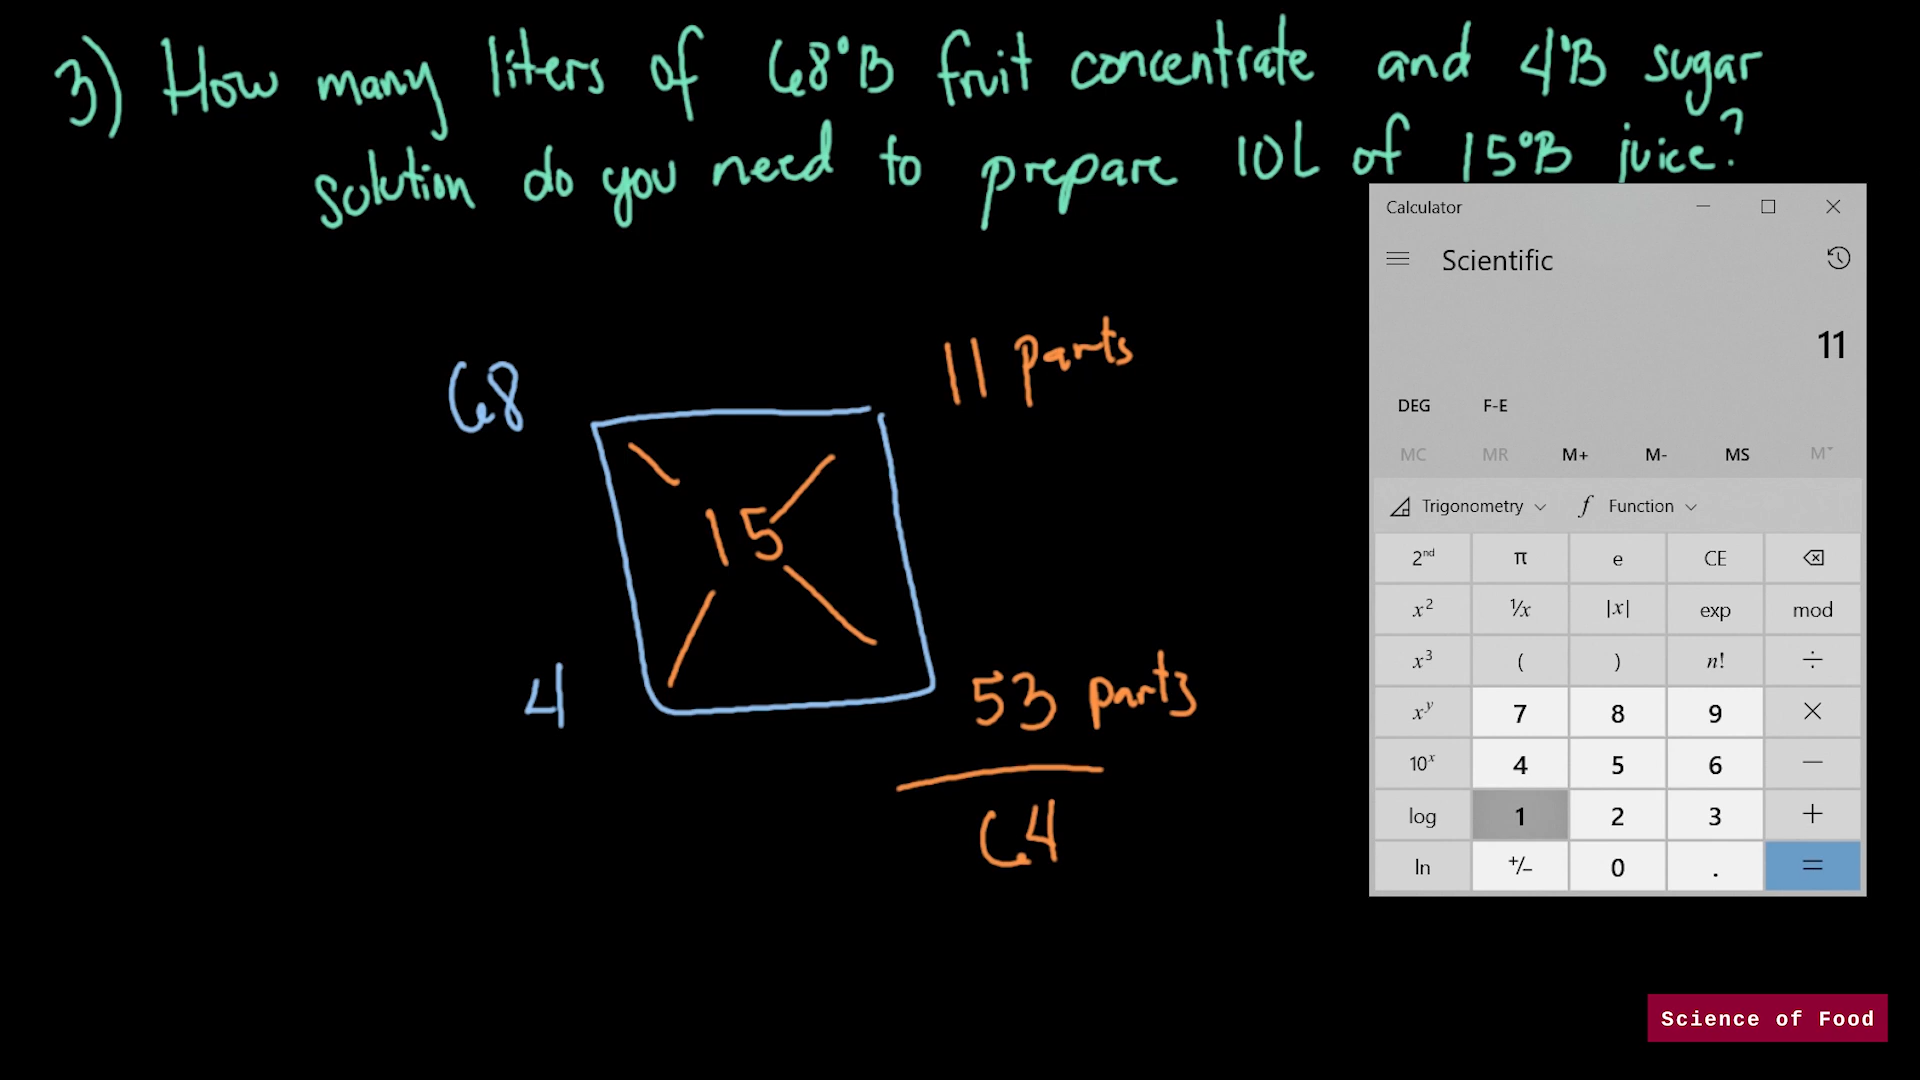 3) How many liters of 68°B fruit concentrate and 4°B sugar
solution do you need to prepare 10L of 15°B juice?
68
11 parts
15
4
53 parts
64
Calculator
Scientific
11
DEG F-E
MC MR M+ M- MS M˅
Trigonometry f Function
2ⁿᵈ π e CE
x² ¹/x |x| exp mod
x³ ( ) n! ÷
xʸ 7 8 9 ×
10ˣ 4 5 6 −
log 1 2 3 +
ln +/− 0 . =
Science of Food